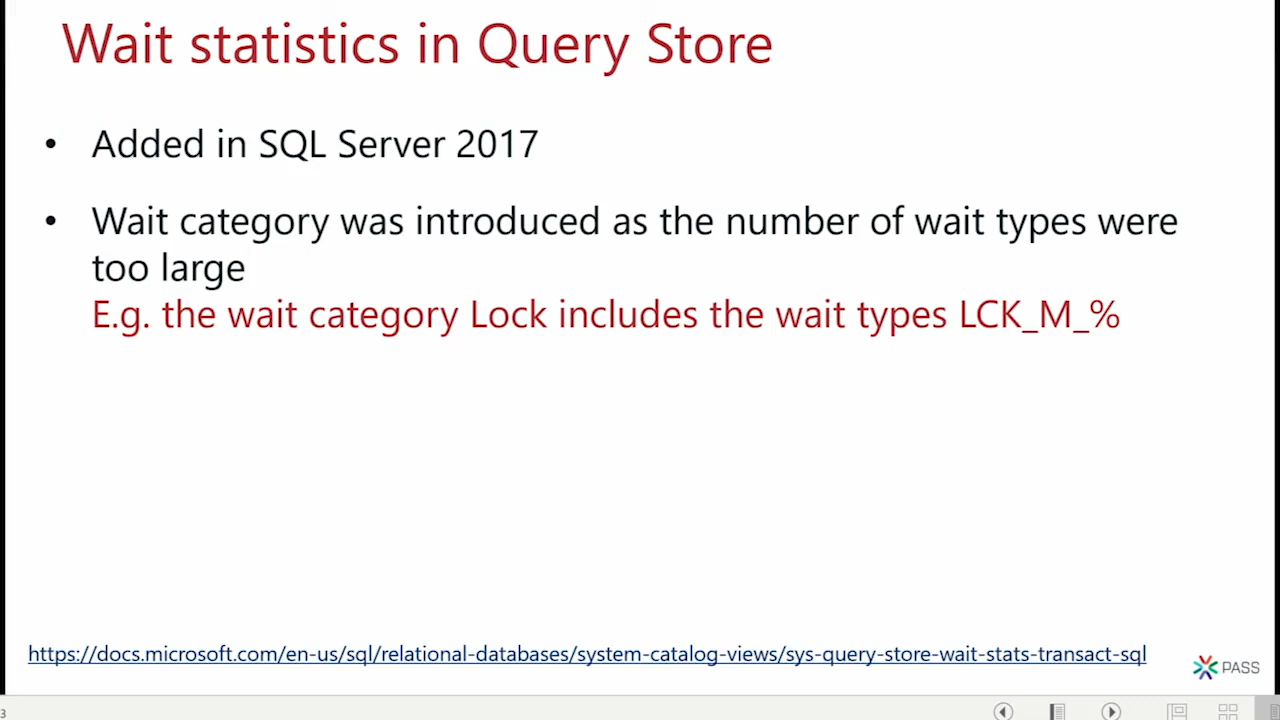 Wait statistics in Query Store
• Added in SQL Server 2017
• Wait category was introduced as the number of wait types were
too large
E.g. the wait category Lock includes the wait types LCK_M_%
https://docs.microsoft.com/en-us/sql/relational-databases/system-catalog-views/sys-query-store-wait-stats-transact-sql
PASS
3